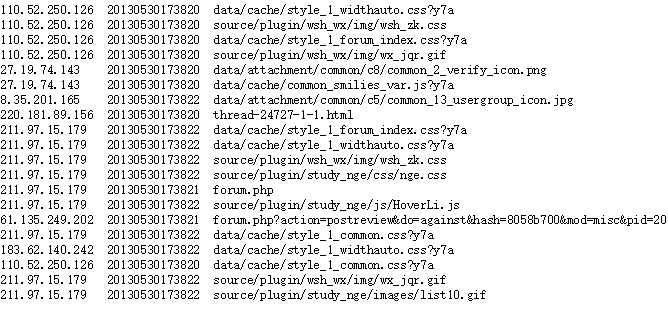 110.52.250.126 20130530173820 data/cache/style_1_widthauto.css?y7a
110.52.250.126 20130530173820 source/plugin/wsh_wx/img/wsh_zk.css
110.52.250.126 20130530173820 data/cache/style_1_forum_index.css?y7a
110.52.250.126 20130530173820 source/plugin/wsh_wx/img/wx_jqr.gif
27.19.74.143 20130530173820 data/attachment/common/c8/common_2_verify_icon.png
27.19.74.143 20130530173820 data/cache/common_smilies_var.js?y7a
8.35.201.165 20130530173822 data/attachment/common/c5/common_13_usergroup_icon.jpg
220.181.89.156 20130530173820 thread-24727-1-1.html
211.97.15.179 20130530173822 data/cache/style_1_forum_index.css?y7a
211.97.15.179 20130530173822 data/cache/style_1_widthauto.css?y7a
211.97.15.179 20130530173822 source/plugin/wsh_wx/img/wsh_zk.css
211.97.15.179 20130530173822 source/plugin/study_nge/css/nge.css
211.97.15.179 20130530173821 forum.php
211.97.15.179 20130530173822 source/plugin/study_nge/js/HoverLi.js
61.135.249.202 20130530173821 forum.php?action=postreview&do=against&hash=8058b700&mod=misc&pid=20
211.97.15.179 20130530173822 data/cache/style_1_common.css?y7a
183.62.140.242 20130530173822 data/cache/style_1_widthauto.css?y7a
110.52.250.126 20130530173820 data/cache/style_1_common.css?y7a
211.97.15.179 20130530173822 source/plugin/wsh_wx/img/wx_jqr.gif
211.97.15.179 20130530173822 source/plugin/study_nge/images/list10.gif